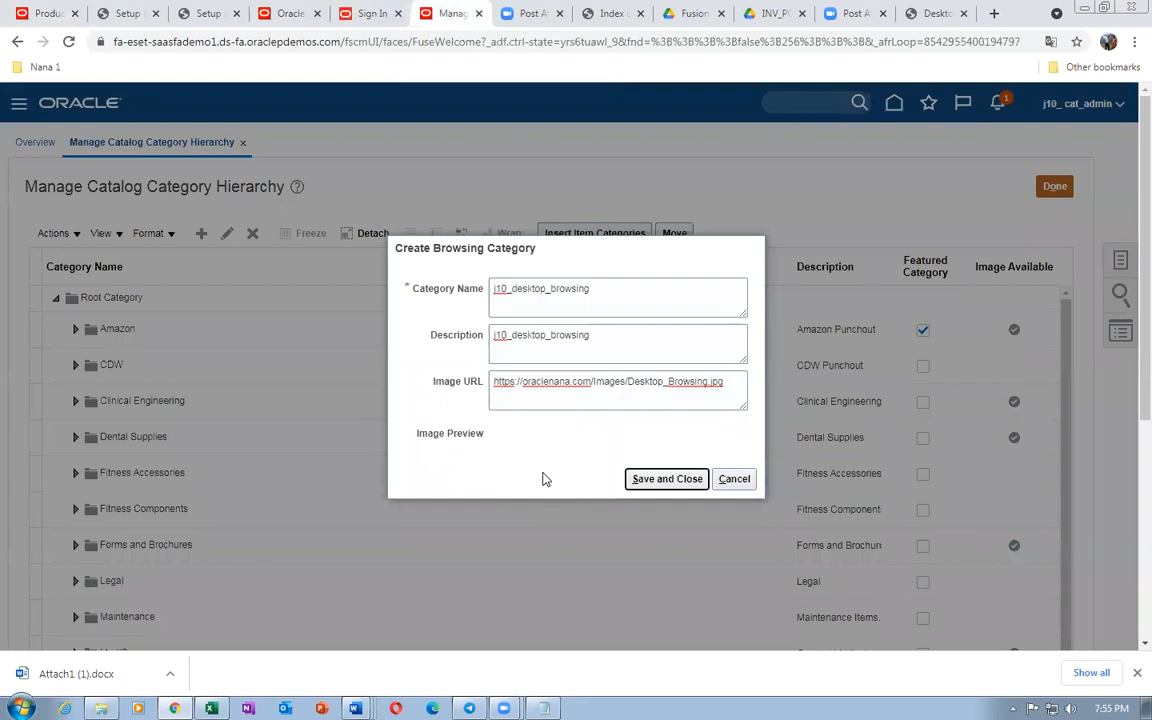 Produc
Setup a
Setup
Oracle
Sign In
Manag
Post At
Index o
Fusion
INV_PO
Post At
Deskto
fa-eset-saasfademo1.ds-fa.oraclepdemos.com/fscmUI/faces/FuseWelcome?_adf.ctrl-state=yrs6tuawl_9&fnd=%3B%3B%3B%3Bfalse%3B256%3B%3B%3B&_afrLoop=8542955400194797
Nana 1
Other bookmarks
ORACLE
1
j10_ cat_admin
Overview
Manage Catalog Category Hierarchy
Manage Catalog Category Hierarchy
Done
Actions
View
Format
Freeze
Detach
Wrap
Insert Item Categories
Move
Category Name
Description
Featured Category
Image Available
Root Category
Amazon
Amazon Punchout
CDW
CDW Punchout
Clinical Engineering
Clinical Engineering
Dental Supplies
Dental Supplies
Fitness Accessories
Fitness Accessories
Fitness Components
Fitness Component
Forms and Brochures
Forms and Brochur
Legal
Legal
Maintenance
Maintenance Items.
Create Browsing Category
* Category Name
j10_desktop_browsing
Description
j10_desktop_browsing
Image URL
https://oraclenana.com/Images/Desktop_Browsing.jpg
Image Preview
Save and Close
Cancel
Attach1 (1).docx
Show all
7:55 PM